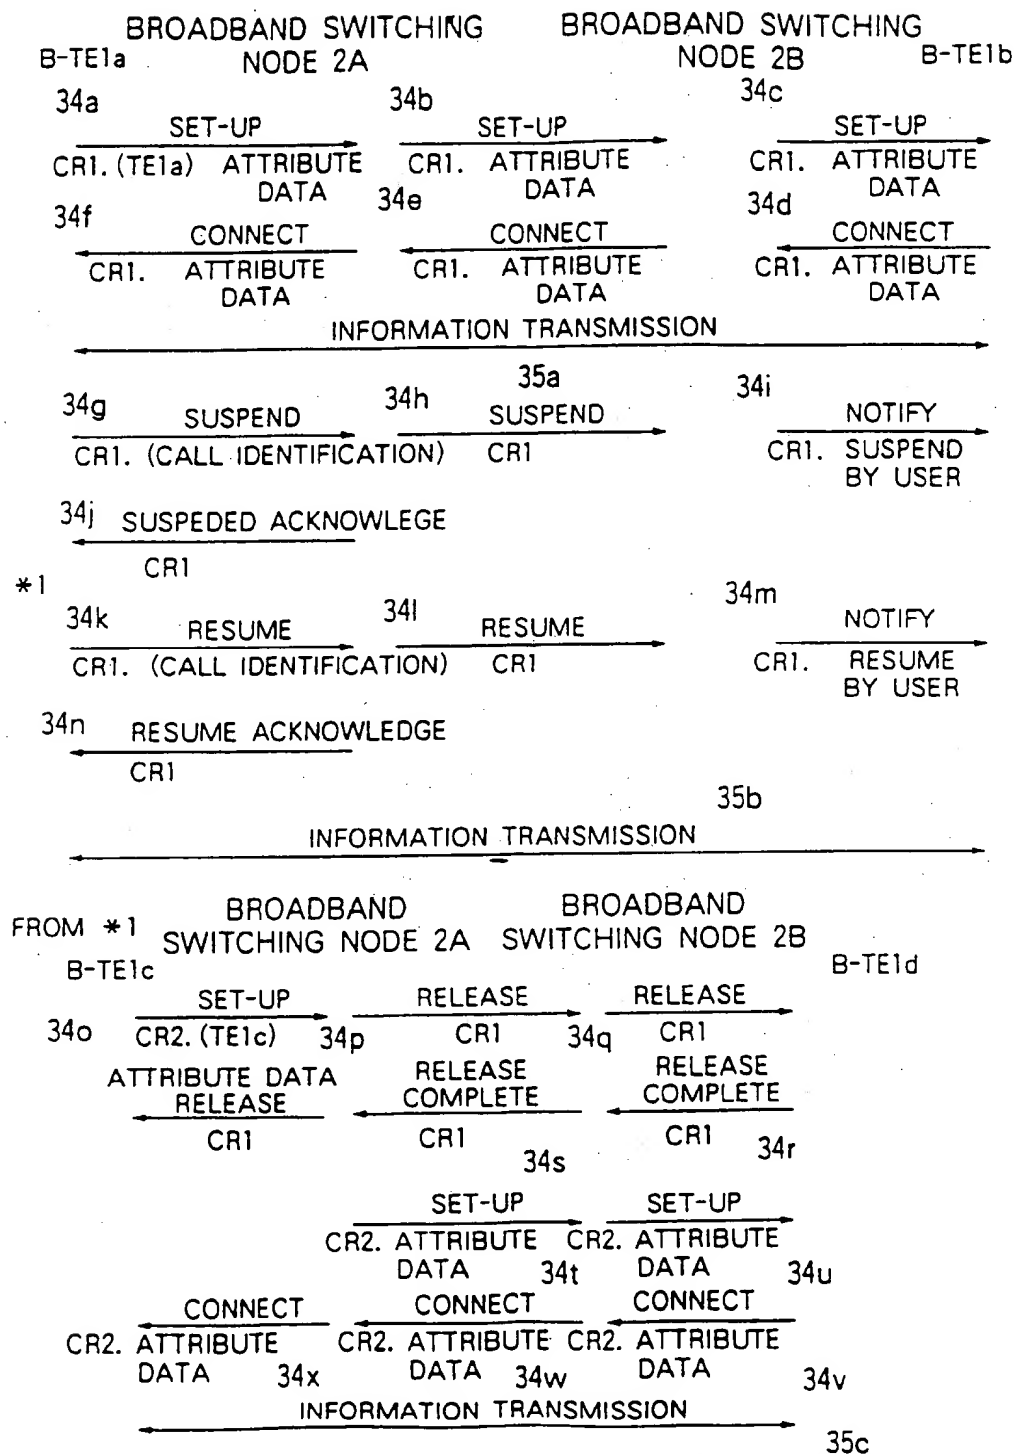 BROADBAND SWITCHING BROADBAND SWITCHING
B-TE1a NODE 2A NODE 2B B-TE1b
34a 34b 34c
SET-UP SET-UP SET-UP
CR1. (TE1a) ATTRIBUTE CR1. ATTRIBUTE CR1. ATTRIBUTE
DATA DATA DATA
34f 34e 34d
CONNECT CONNECT CONNECT
CR1. ATTRIBUTE CR1. ATTRIBUTE CR1. ATTRIBUTE
DATA DATA DATA
INFORMATION TRANSMISSION
35a
34g 34h 34i
SUSPEND SUSPEND NOTIFY
CR1. (CALL IDENTIFICATION) CR1 CR1. SUSPEND
BY USER
34j SUSPEDED ACKNOWLEGE
CR1
*1
34k 34l 34m
RESUME RESUME NOTIFY
CR1. (CALL IDENTIFICATION) CR1 CR1. RESUME
BY USER
34n RESUME ACKNOWLEDGE
CR1
35b
INFORMATION TRANSMISSION
BROADBAND BROADBAND
FROM *1 SWITCHING NODE 2A SWITCHING NODE 2B
B-TE1c B-TE1d
SET-UP RELEASE RELEASE
34o CR2. (TE1c) 34p CR1 34q CR1
ATTRIBUTE DATA RELEASE RELEASE
RELEASE COMPLETE COMPLETE
CR1 CR1 CR1 34r
34s
SET-UP SET-UP
CR2. ATTRIBUTE CR2. ATTRIBUTE
DATA 34t DATA 34u
CONNECT CONNECT CONNECT
CR2. ATTRIBUTE CR2. ATTRIBUTE CR2. ATTRIBUTE
DATA 34x DATA 34w DATA 34v
INFORMATION TRANSMISSION
35c